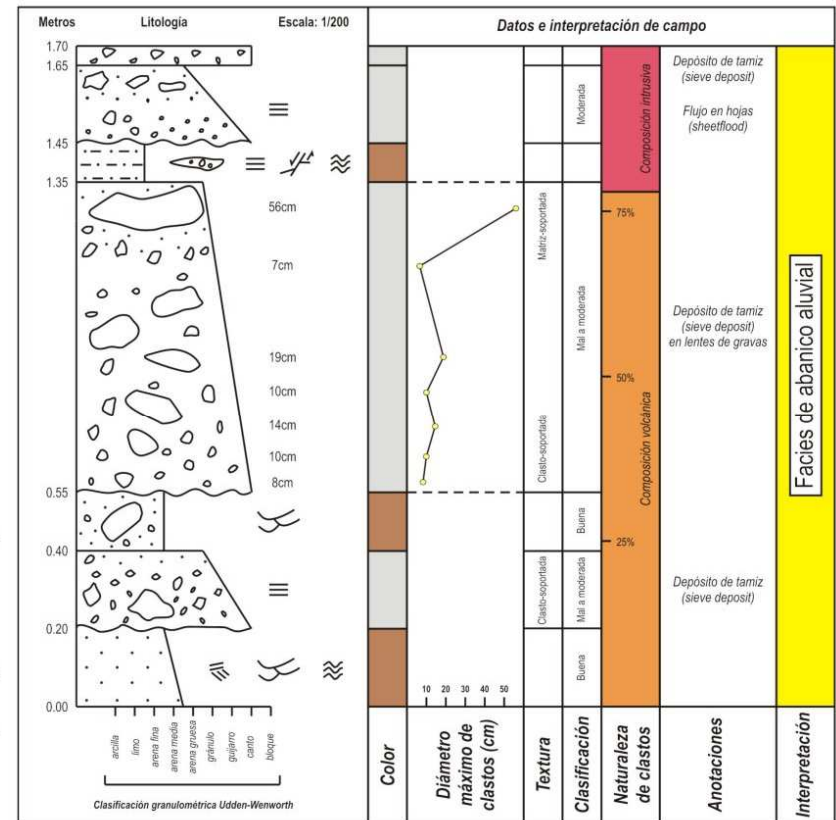 Metros
Litología
Escala: 1/200
Datos e interpretación de campo
1.70
1.65
1.45
1.35
0.55
0.40
0.20
0.00
56cm
7cm
19cm
10cm
14cm
10cm
8cm
arcilla
limo
arena fina
arena media
arena gruesa
gránulo
guijarro
canto
bloque
Clasificación granulométrica Udden-Wenworth
10
20
30
40
50
Matriz-soportada
Clasto-soportada
Clasto-soportada
Moderada
Mal a moderada
Buena
Mal a moderada
Buena
Composición intrusiva
Composición volcánica
75%
50%
25%
Depósito de tamiz
(sieve deposit)
Flujo en hojas
(sheetflood)
Depósito de tamiz
(sieve deposit)
en lentes de gravas
Depósito de tamiz
(sieve deposit)
Facies de abanico aluvial
Color
Diámetro
máximo de
clastos (cm)
Textura
Clasificación
Naturaleza
de clastos
Anotaciones
Interpretación